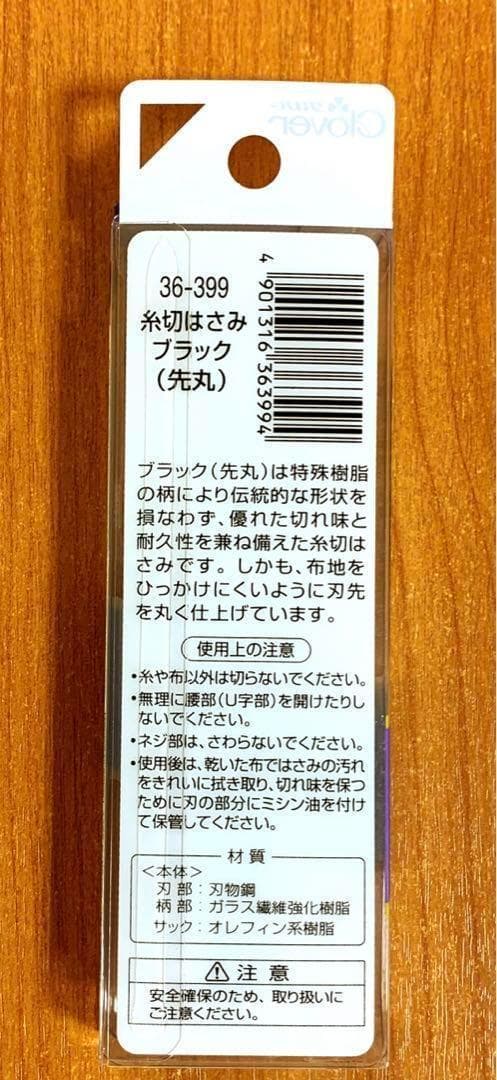 Clover
36-399
糸切はさみ
ブラック
（先丸）
4 901316 363994
ブラック（先丸）は特殊樹脂
の柄により伝統的な形状を
損なわず、優れた切れ味と
耐久性を兼ね備えた糸切は
さみです。しかも、布地を
ひっかけにくいように刃先
を丸く仕上げています。
使用上の注意
・糸や布以外は切らないでください。
・無理に腰部（U字部）を開けたりし
ないでください。
・ネジ部は、さわらないでください。
・使用後は、乾いた布ではさみの汚れ
をきれいに拭き取り、切れ味を保つ
ために刃の部分にミシン油を付け
て保管してください。
材質
＜本体＞
刃部：刃物鋼
柄部：ガラス繊維強化樹脂
サック：オレフィン系樹脂
⚠注意
安全確保のため、取り扱いに
ご注意ください。